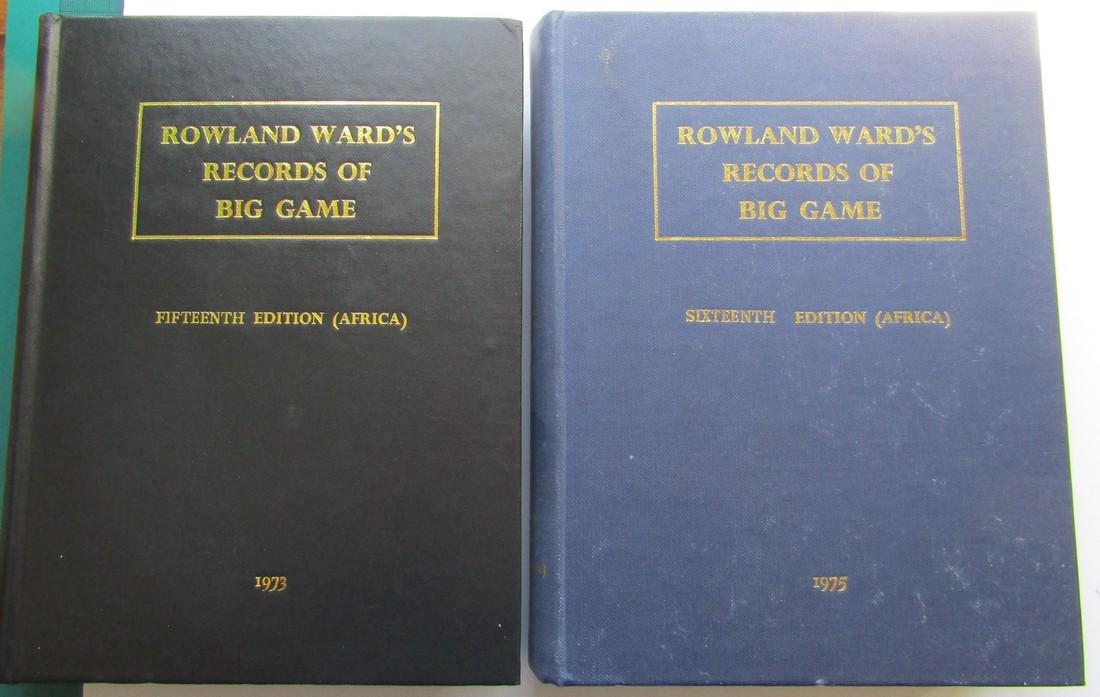 ROWLAND WARD'S
RECORDS OF
BIG GAME
FIFTEENTH EDITION (AFRICA)
1973
ROWLAND WARD'S
RECORDS OF
BIG GAME
SIXTEENTH EDITION (AFRICA)
1975